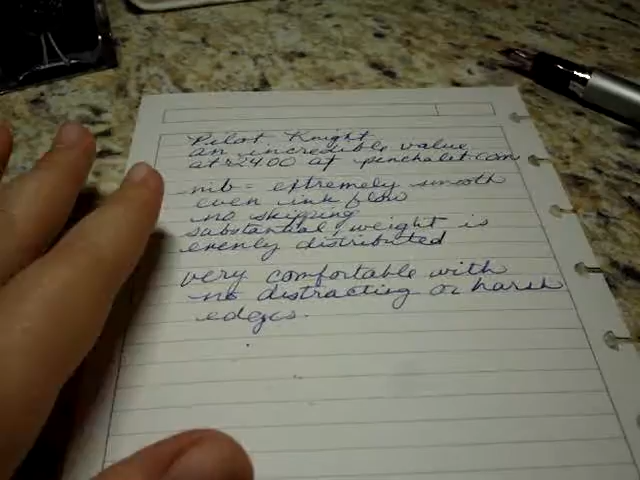 Pilot Knight
an incredible value
at $24.00 at penchalet.com
nib = extremely smooth
even ink flow
no skipping
substantial weight is
evenly distributed
very comfortable with
no distracting or harsh
edges.